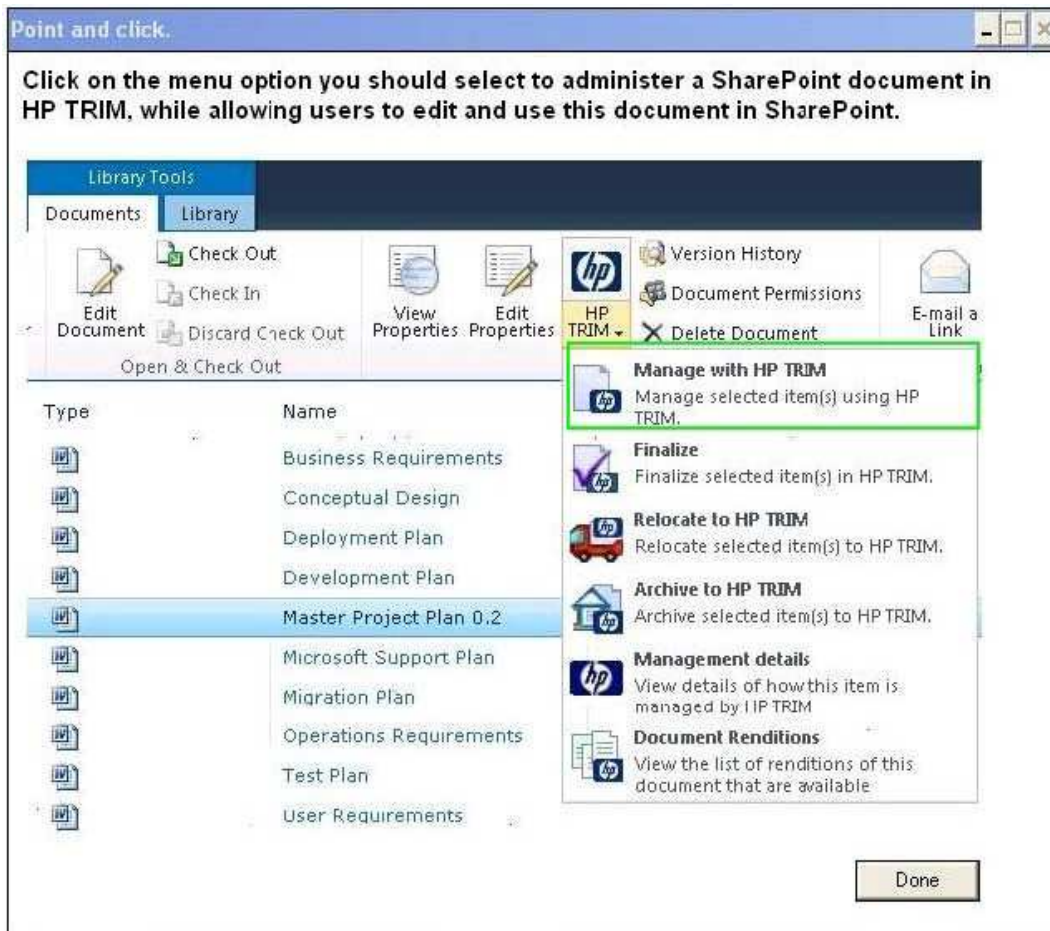 Point and click.
Click on the menu option you should select to administer a SharePoint document in
HP TRIM, while allowing users to edit and use this document in SharePoint.
Library Tools
Documents
Library
Edit
Document
Check Out
Check In
Discard Check Out
Open & Check Out
View
Properties
Edit
Properties
hp
HP
TRIM
Version History
Document Permissions
Delete Document
E-mail a
Link
Manage with HP TRIM
Manage selected item(s) using HP
TRIM.
Finalize
Finalize selected item(s) in HP TRIM.
Relocate to HP TRIM
Relocate selected item(s) to HP TRIM.
Archive to HP TRIM
Archive selected item(s) to HP TRIM.
Management details
View details of how this item is
managed by HP TRIM
Document Renditions
View the list of renditions of this
document that are available
Type
Name
Business Requirements
Conceptual Design
Deployment Plan
Development Plan
Master Project Plan 0.2
Microsoft Support Plan
Migration Plan
Operations Requirements
Test Plan
User Requirements
Done